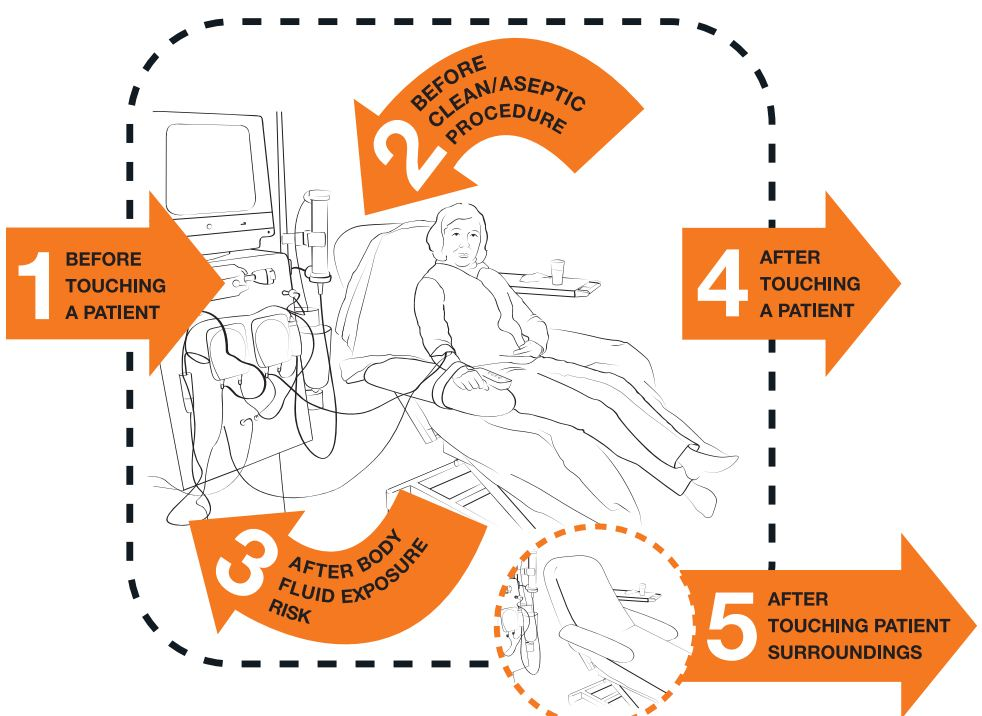 1 BEFORE
TOUCHING
A PATIENT
2 BEFORE
CLEAN/ASEPTIC
PROCEDURE
3 AFTER BODY
FLUID EXPOSURE
RISK
4 AFTER
TOUCHING
A PATIENT
5 AFTER
TOUCHING PATIENT
SURROUNDINGS